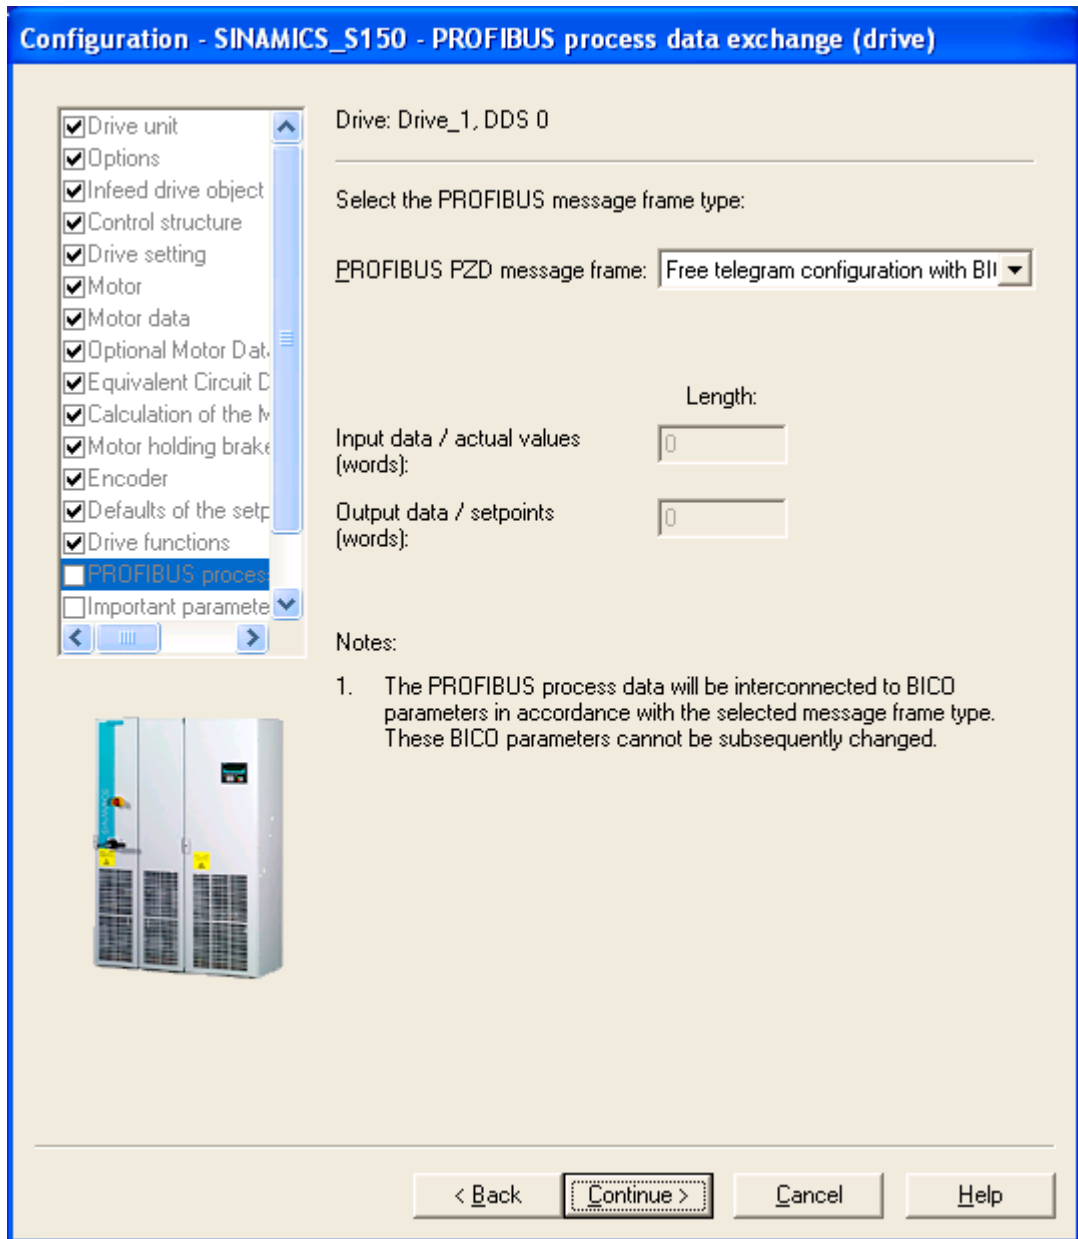 Configuration - SINAMICS_S150 - PROFIBUS process data exchange (drive)
Drive unit
Options
Infeed drive object
Control structure
Drive setting
Motor
Motor data
Optional Motor Dat
Equivalent Circuit D
Calculation of the M
Motor holding brake
Encoder
Defaults of the setp
Drive functions
PROFIBUS process
Important paramete
Drive: Drive_1, DDS 0
Select the PROFIBUS message frame type:
PROFIBUS PZD message frame: Free telegram configuration with BI
Length:
Input data / actual values
(words):
0
Output data / setpoints
(words):
0
Notes:
1. The PROFIBUS process data will be interconnected to BICO
parameters in accordance with the selected message frame type.
These BICO parameters cannot be subsequently changed.
SINAMICS
< Back
Continue >
Cancel
Help